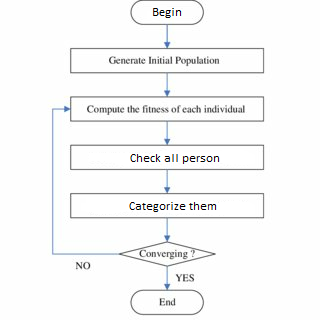 Begin
Generate Initial Population
Compute the fitness of each individual
Check all person
Categorize them
Converging ?
NO
YES
End